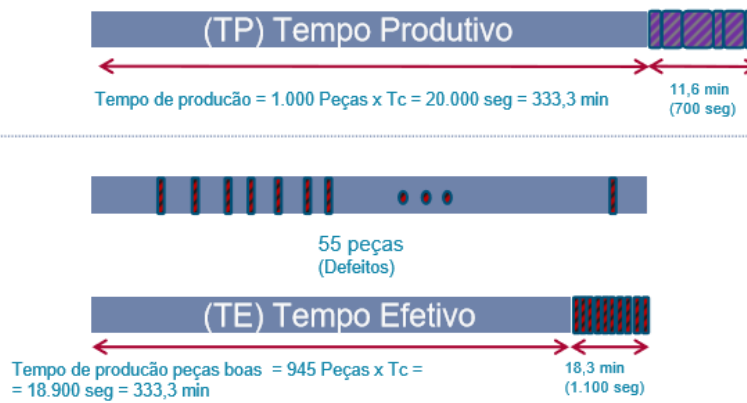 (TP) Tempo Produtivo
Tempo de producão = 1.000 Peças x Tc = 20.000 seg = 333,3 min
11,6 min
(700 seg)
55 peças
(Defeitos)
(TE) Tempo Efetivo
Tempo de producão peças boas = 945 Peças x Tc =
= 18.900 seg = 333,3 min
18,3 min
(1.100 seg)